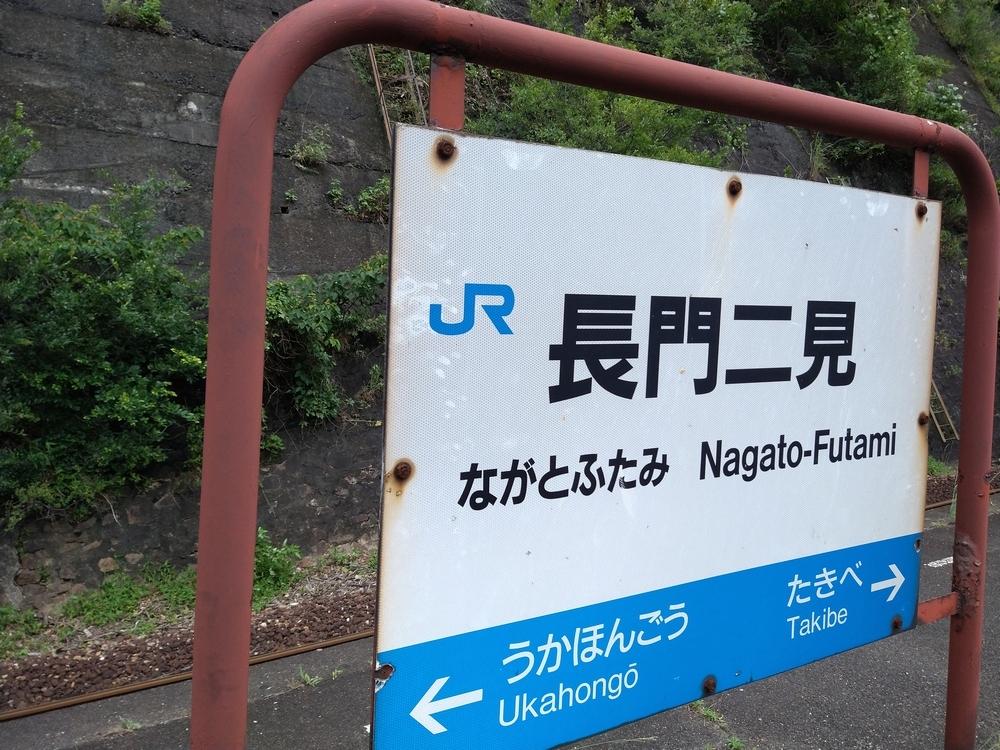 JR
長門二見
ながとふたみ Nagato-Futami
うかほんごう
Ukahongō
たきべ
Takibe